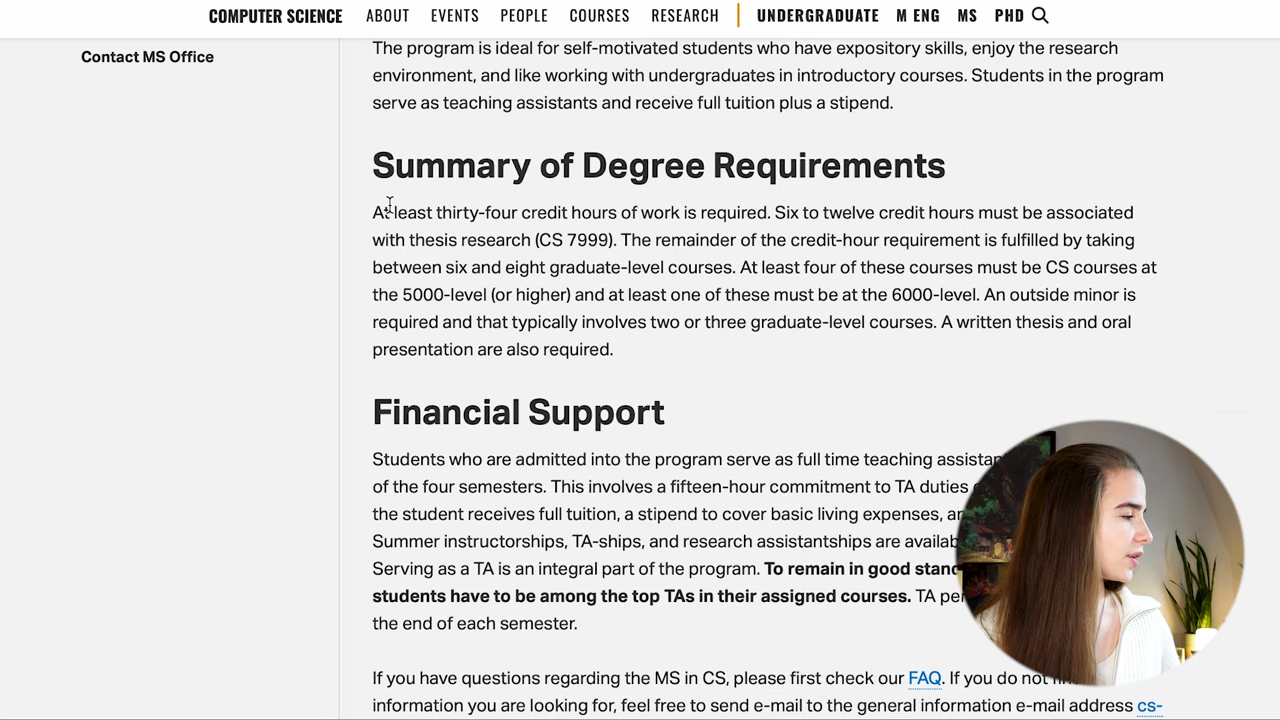 COMPUTER SCIENCE ABOUT EVENTS PEOPLE COURSES RESEARCH UNDERGRADUATE M ENG MS PHD
Contact MS Office
The program is ideal for self-motivated students who have expository skills, enjoy the research
environment, and like working with undergraduates in introductory courses. Students in the program
serve as teaching assistants and receive full tuition plus a stipend.
Summary of Degree Requirements
At least thirty-four credit hours of work is required. Six to twelve credit hours must be associated
with thesis research (CS 7999). The remainder of the credit-hour requirement is fulfilled by taking
between six and eight graduate-level courses. At least four of these courses must be CS courses at
the 5000-level (or higher) and at least one of these must be at the 6000-level. An outside minor is
required and that typically involves two or three graduate-level courses. A written thesis and oral
presentation are also required.
Financial Support
Students who are admitted into the program serve as full time teaching
of the four semesters. This involves a fifteen-hour commitment to TA duties
the student receives full tuition, a stipend to cover basic living expenses,
Summer instructorships, TA-ships, and research assistantships are
Serving as a TA is an integral part of the program. To remain in good
students have to be among the top TAs in their assigned courses. TA
the end of each semester.
If you have questions regarding the MS in CS, please first check our FAQ. If you do not
information you are looking for, feel free to send e-mail to the general information e-mail address cs-